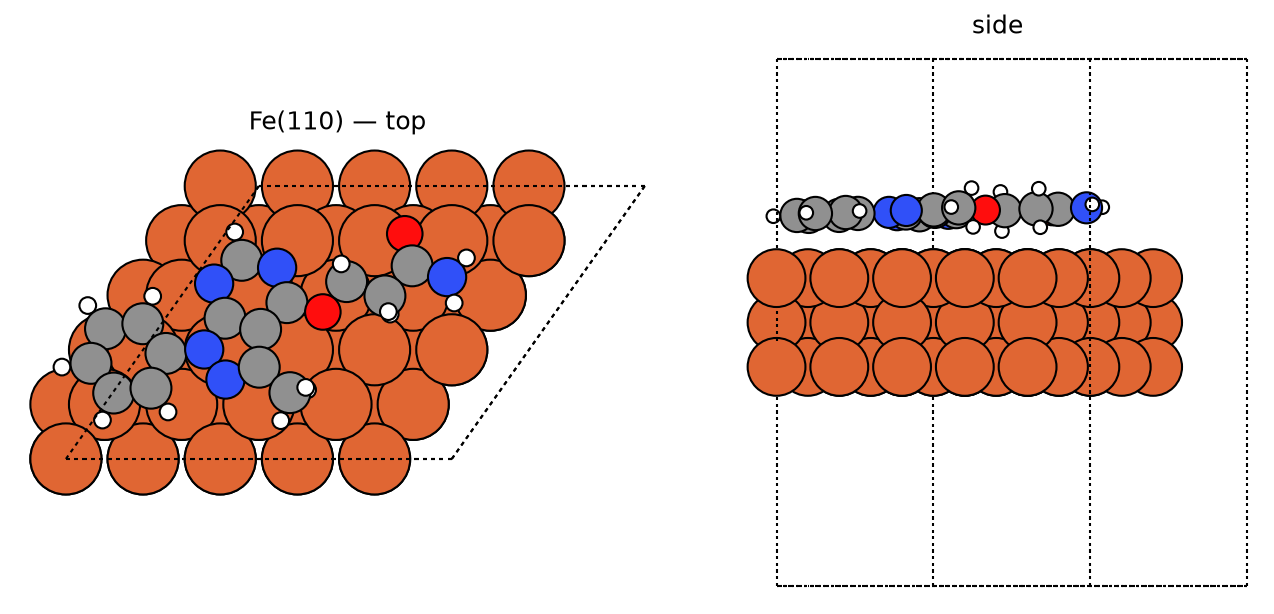 side
Fe(110) — top